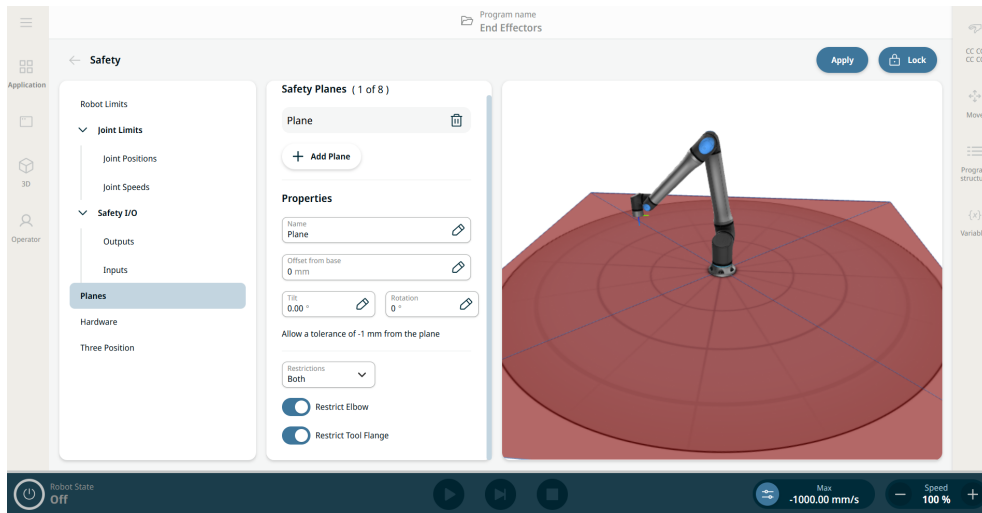 Program name
End Effectors
Safety
Apply
Lock
Application
3D
Operator
Robot Limits
Joint Limits
Joint Positions
Joint Speeds
Safety I/O
Outputs
Inputs
Planes
Hardware
Three Position
Safety Planes ( 1 of 8 )
Plane
Add Plane
Properties
Name
Plane
Offset from base
0 mm
Tilt
0.00 °
Rotation
0 °
Allow a tolerance of -1 mm from the plane
Restrictions
Both
Restrict Elbow
Restrict Tool Flange
Move
{x}
Robot State
Off
Max
-1000.00 mm/s
Speed
100 %